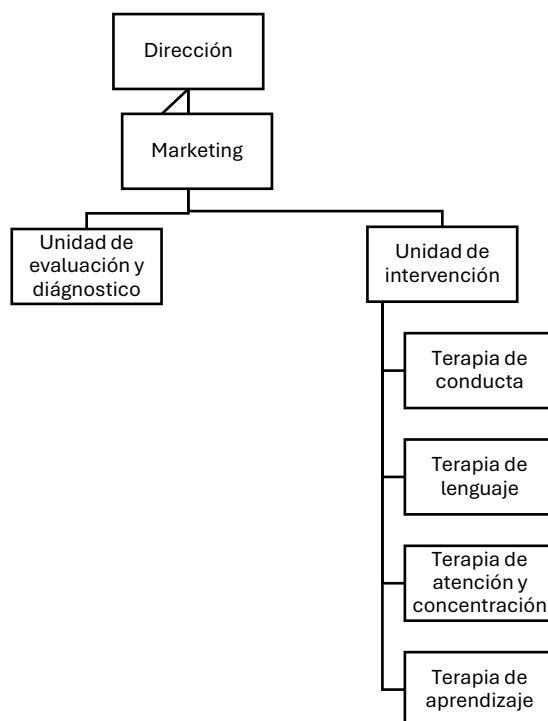 Dirección
Marketing
Unidad de
evaluación y
diágnostico
Unidad de
intervención
Terapia de
conducta
Terapia de
lenguaje
Terapia de
atención y
concentración
Terapia de
aprendizaje